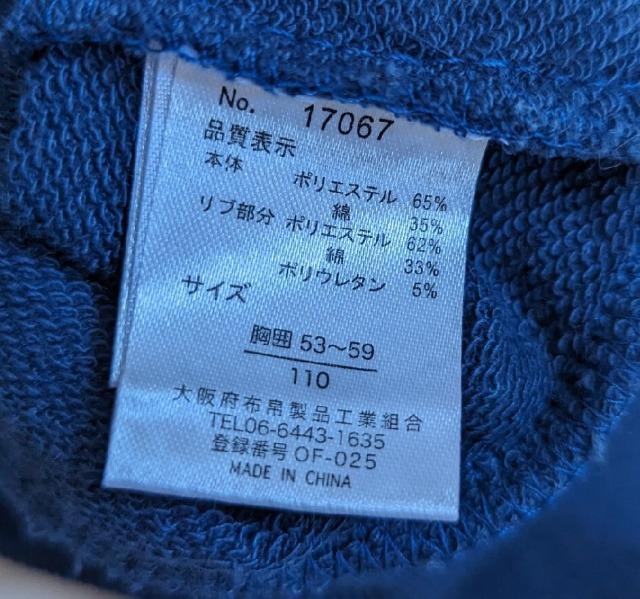 No. 17067
品質表示
本体 ポリエステル 65%
綿 35%
リブ部分 ポリエステル 62%
綿 33%
ポリウレタン 5%
サイズ
胸囲 53～59
110
大阪府布帛製品工業組合
TEL06-6443-1635
登録番号 OF-025
MADE IN CHINA